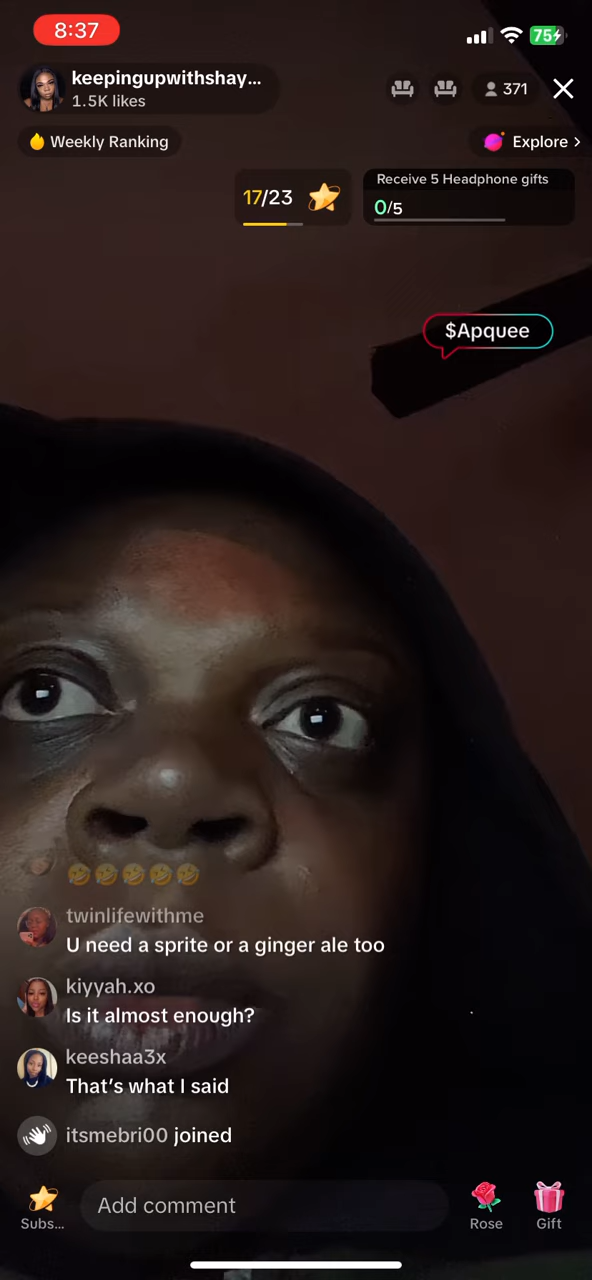 8:37
75
keepingupwithshay...
1.5K likes
371
Weekly Ranking
Explore >
17/23
Receive 5 Headphone gifts
0/5
$Apquee
🤣🤣🤣🤣🤣
twinlifewithme
U need a sprite or a ginger ale too
kiyyah.xo
Is it almost enough?
keeshaa3x
That's what I said
itsmebri00 joined
Add comment
Subs...
Rose
Gift